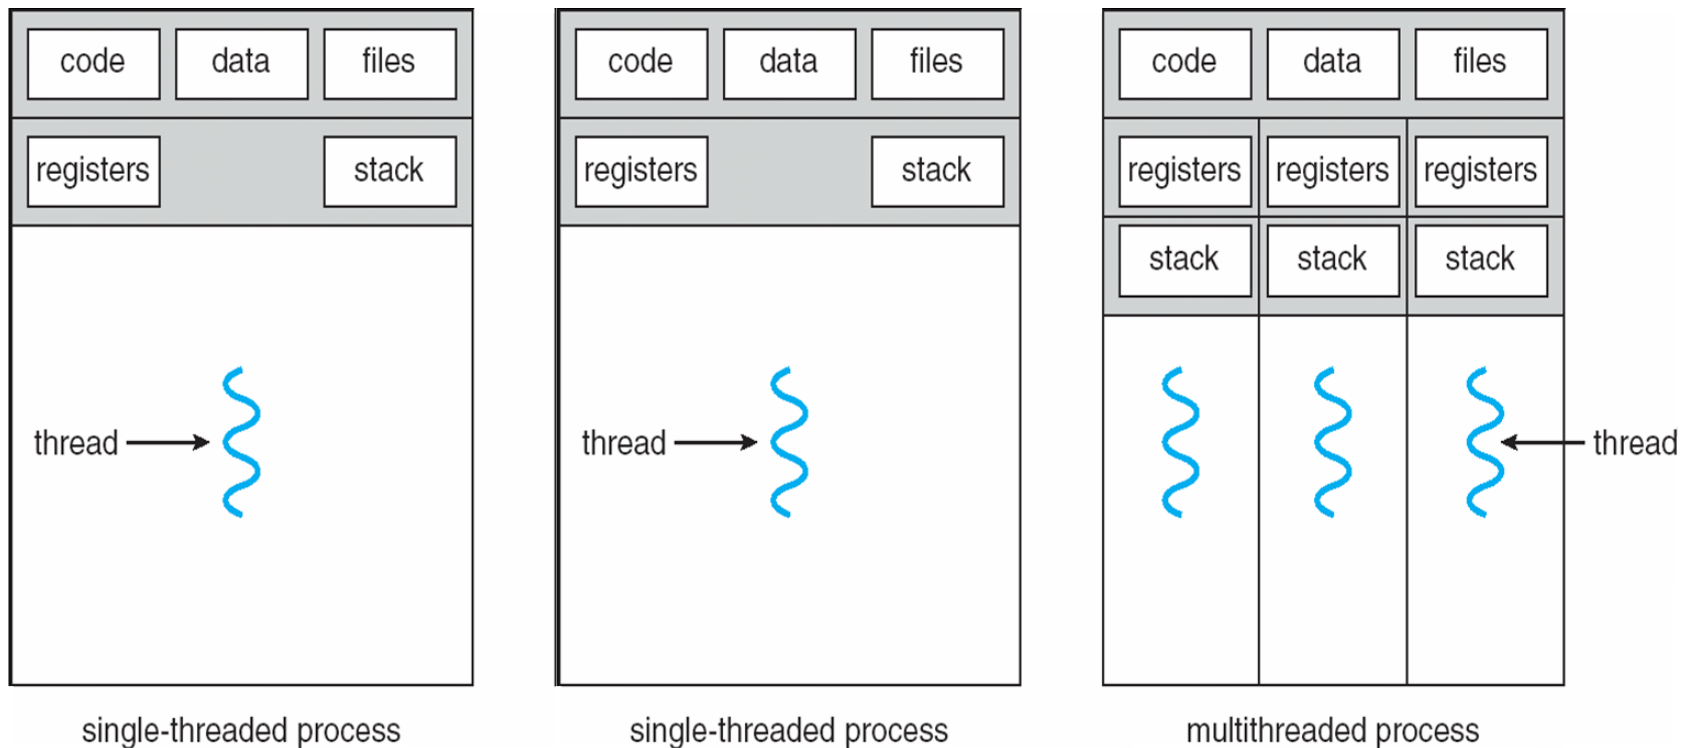 code data files code data files code data files
registers stack registers stack registers registers registers
stack stack stack
thread thread thread
single-threaded process single-threaded process multithreaded process